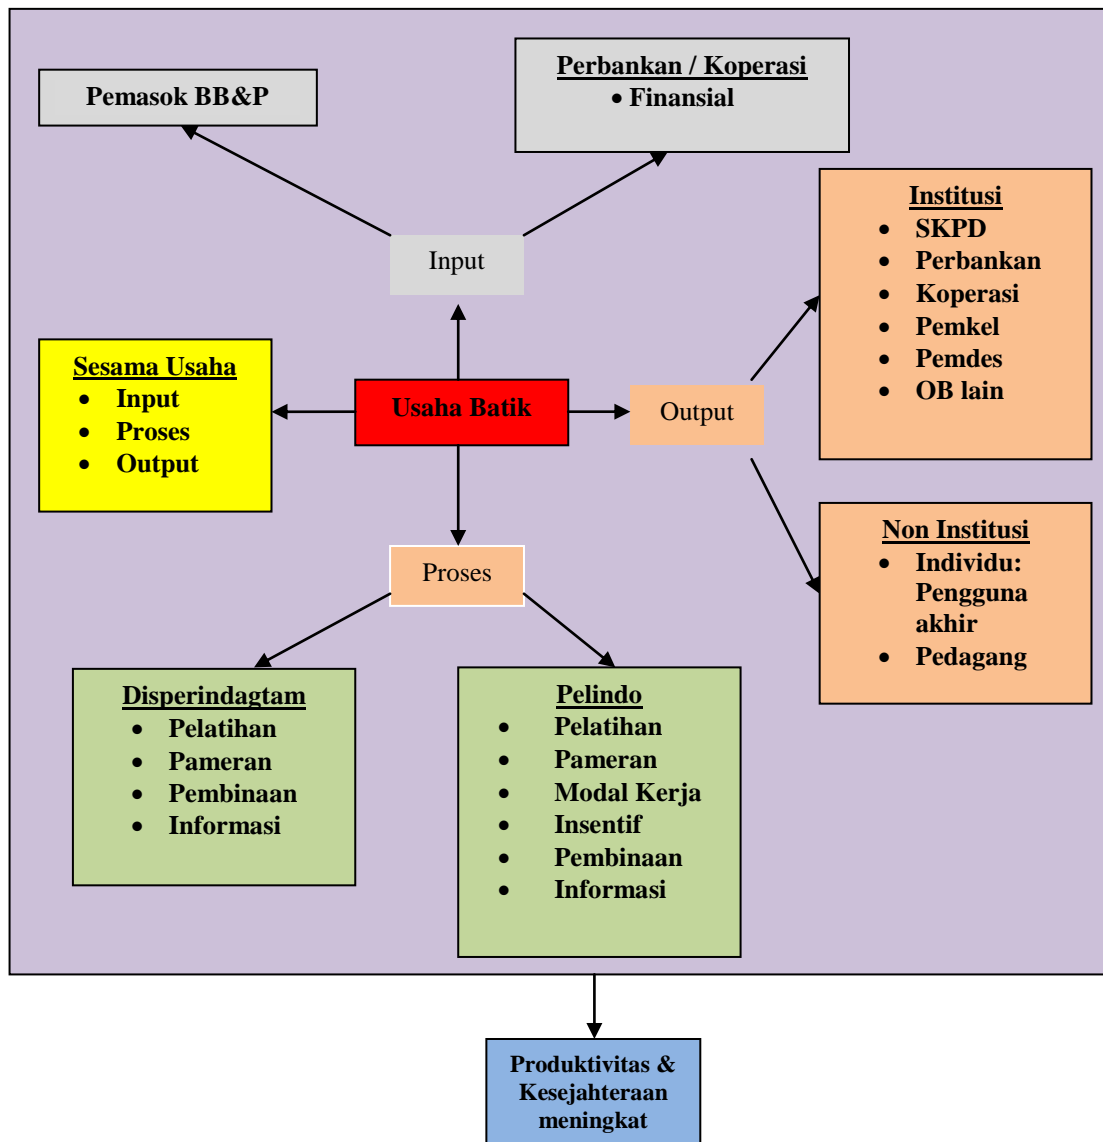 Perbankan / Koperasi
• Finansial
Pemasok BB&P
Input
Institusi
• SKPD
• Perbankan
• Koperasi
• Pemkel
• Pemdes
• OB lain
Sesama Usaha
• Input
• Proses
• Output
Usaha Batik
Output
Non Institusi
• Individu:
Pengguna
akhir
• Pedagang
Proses
Disperindagtam
• Pelatihan
• Pameran
• Pembinaan
• Informasi
Pelindo
• Pelatihan
• Pameran
• Modal Kerja
• Insentif
• Pembinaan
• Informasi
Produktivitas &
Kesejahteraan
meningkat